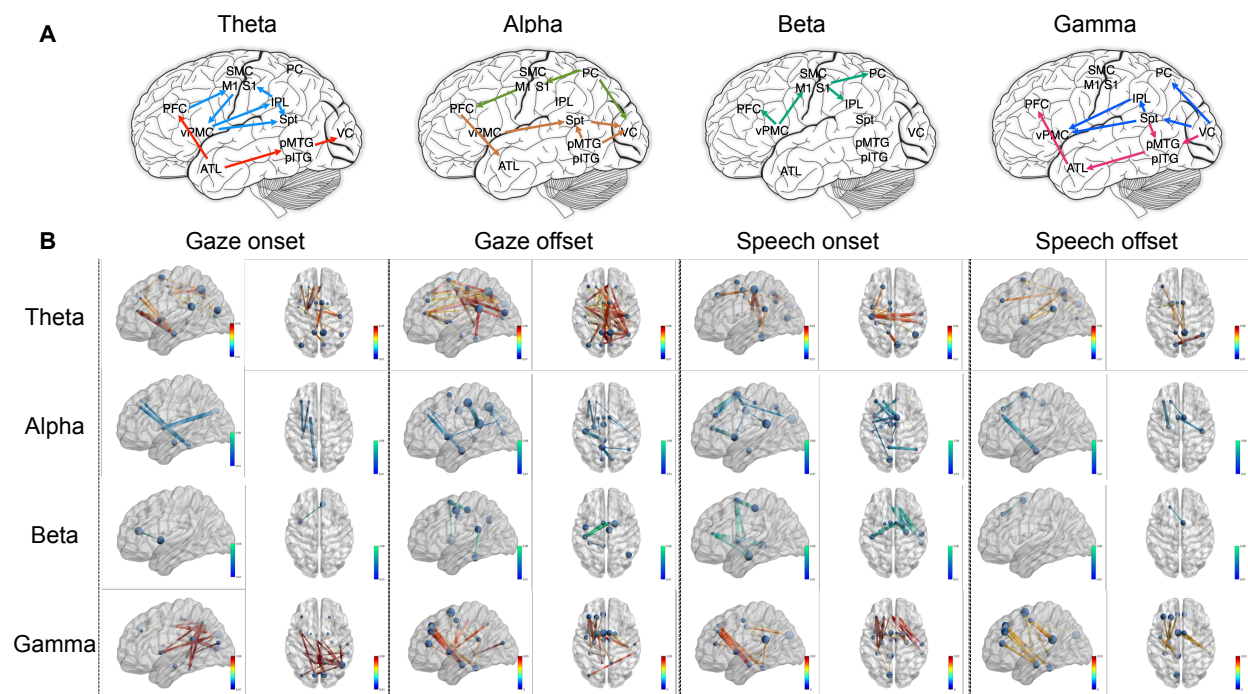 Theta Alpha Beta Gamma
A
SMC
M1 S1
PC
IPL
PFC
vPMC
Spt
VC
pMTG
pITG
ATL
SMC
PC
M1 S1
PFC
IPL
vPMC
Spt
VC
pMTG
pITG
ATL
SMC
PC
M1 S1
PFC
IPL
vPMC
Spt
VC
pMTG
pITG
ATL
SMC
PC
M1 S1
PFC
IPL
vPMC
Spt
VC
pMTG
pITG
ATL
B
Gaze onset Gaze offset Speech onset Speech offset
Theta
Alpha
Beta
Gamma